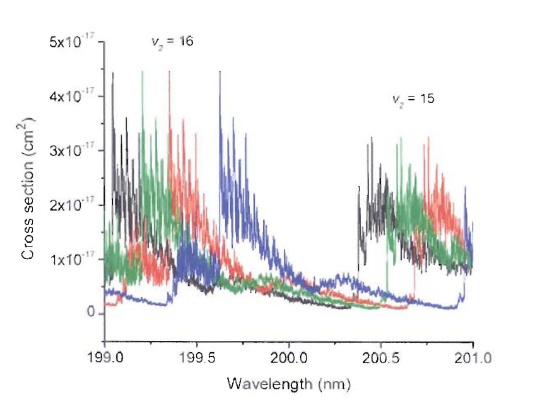 5x10⁻¹⁷
v₂ = 16
4x10⁻¹⁷
v₂ = 15
3x10⁻¹⁷
2x10⁻¹⁷
1x10⁻¹⁷
0
Cross section (cm²)
199.0 199.5 200.0 200.5 201.0
Wavelength (nm)